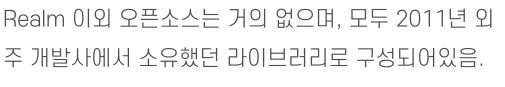 Realm 이외 오픈소스는 거의 없으며, 모두 2011년 외
주 개발사에서 소유했던 라이브러리로 구성되어있음.